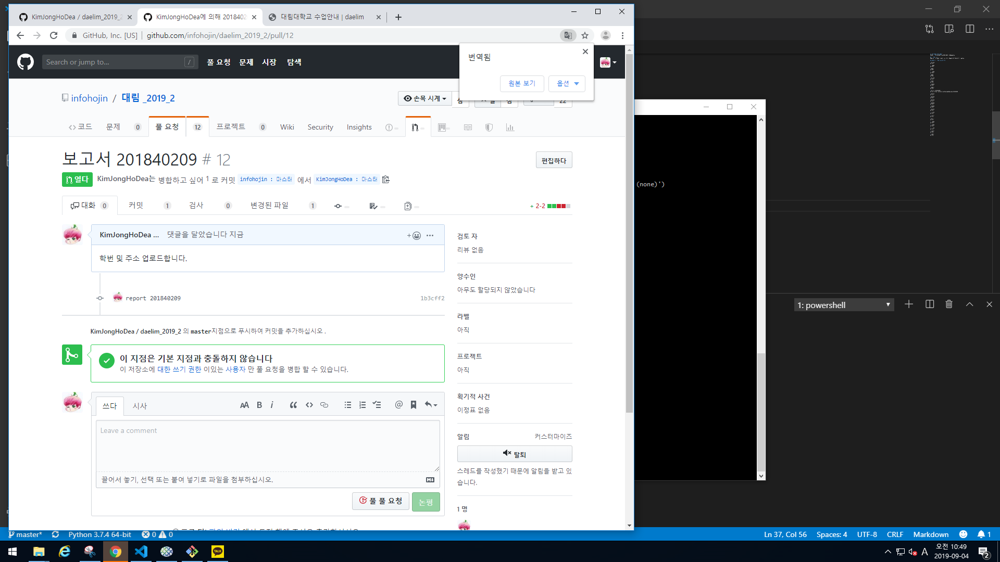 KimJongHoDea / daelim_2019_2
KimJongHoDea에 의해 2018402
대림대학교 수업안내 | daelim
GitHub, Inc. [US] | github.com/infohojin/daelim_2019_2/pull/12
번역됨
원본 보기
옵션
Search or jump to...
/
풀 요청
문제
시장
탐색
infohojin / 대림 _2019_2
손목 시계
22
코드
문제 0
풀 요청 12
프로젝트 0
Wiki
Security
Insights
보고서 201840209 # 12
편집하다
열다
KimJongHoDea는 병합하고 싶어 1 로 커밋 infohojin : 마스터 에서 KimJongHoDea : 마스터
대화 0
커밋 1
검사 0
변경된 파일 1
+ 2-2
KimJongHoDea ... 댓글을 달았습니다 지금
학번 및 주소 업로드합니다.
report 201840209
1b3cff2
KimJongHoDea / daelim_2019_2 의 master지점으로 푸시하여 커밋을 추가하십시오 .
이 지점은 기본 지점과 충돌하지 않습니다
이 저장소에 대한 쓰기 권한 이있는 사용자 만 풀 요청을 병합 할 수 있습니다.
쓰다
시사
AA B i
Leave a comment
끌어서 놓기, 선택 또는 붙여 넣기로 파일을 첨부하십시오.
풀 풀 요청
논평
검토 자
리뷰 없음
양수인
아무도 할당되지 않았습니다
라벨
아직
프로젝트
아직
획기적 사건
이정표 없음
알림
커스터마이즈
탈퇴
스레드를 작성했기 때문에 알림을 받고 있
습니다.
1 명
(none)')
1: powershell
master*
Python 3.7.4 64-bit
0
0
Ln 37, Col 56
Spaces: 4
UTF-8
CRLF
Markdown
1
TALK
A
오전 10:49
2019-09-04
2